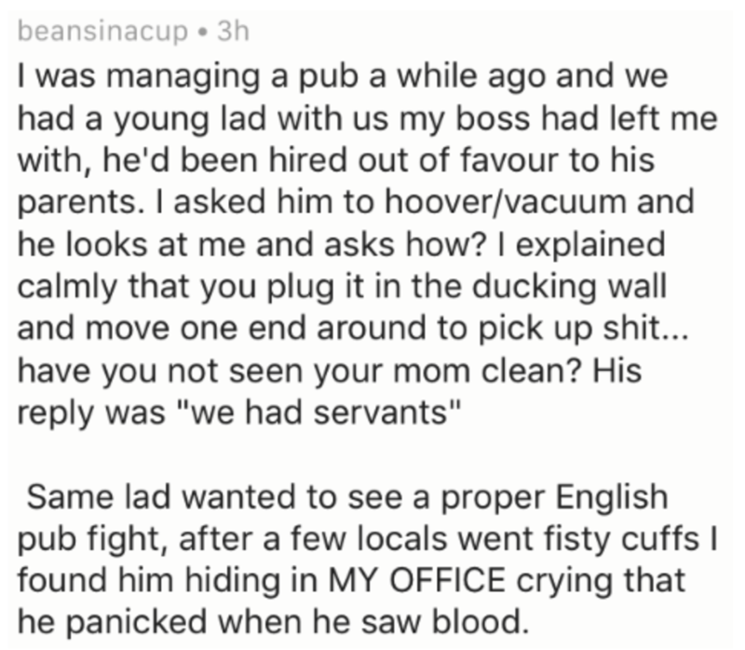 beansinacup • 3h
I was managing a pub a while ago and we
had a young lad with us my boss had left me
with, he'd been hired out of favour to his
parents. I asked him to hoover/vacuum and
he looks at me and asks how? I explained
calmly that you plug it in the ducking wall
and move one end around to pick up shit...
have you not seen your mom clean? His
reply was "we had servants"
Same lad wanted to see a proper English
pub fight, after a few locals went fisty cuffs I
found him hiding in MY OFFICE crying that
he panicked when he saw blood.